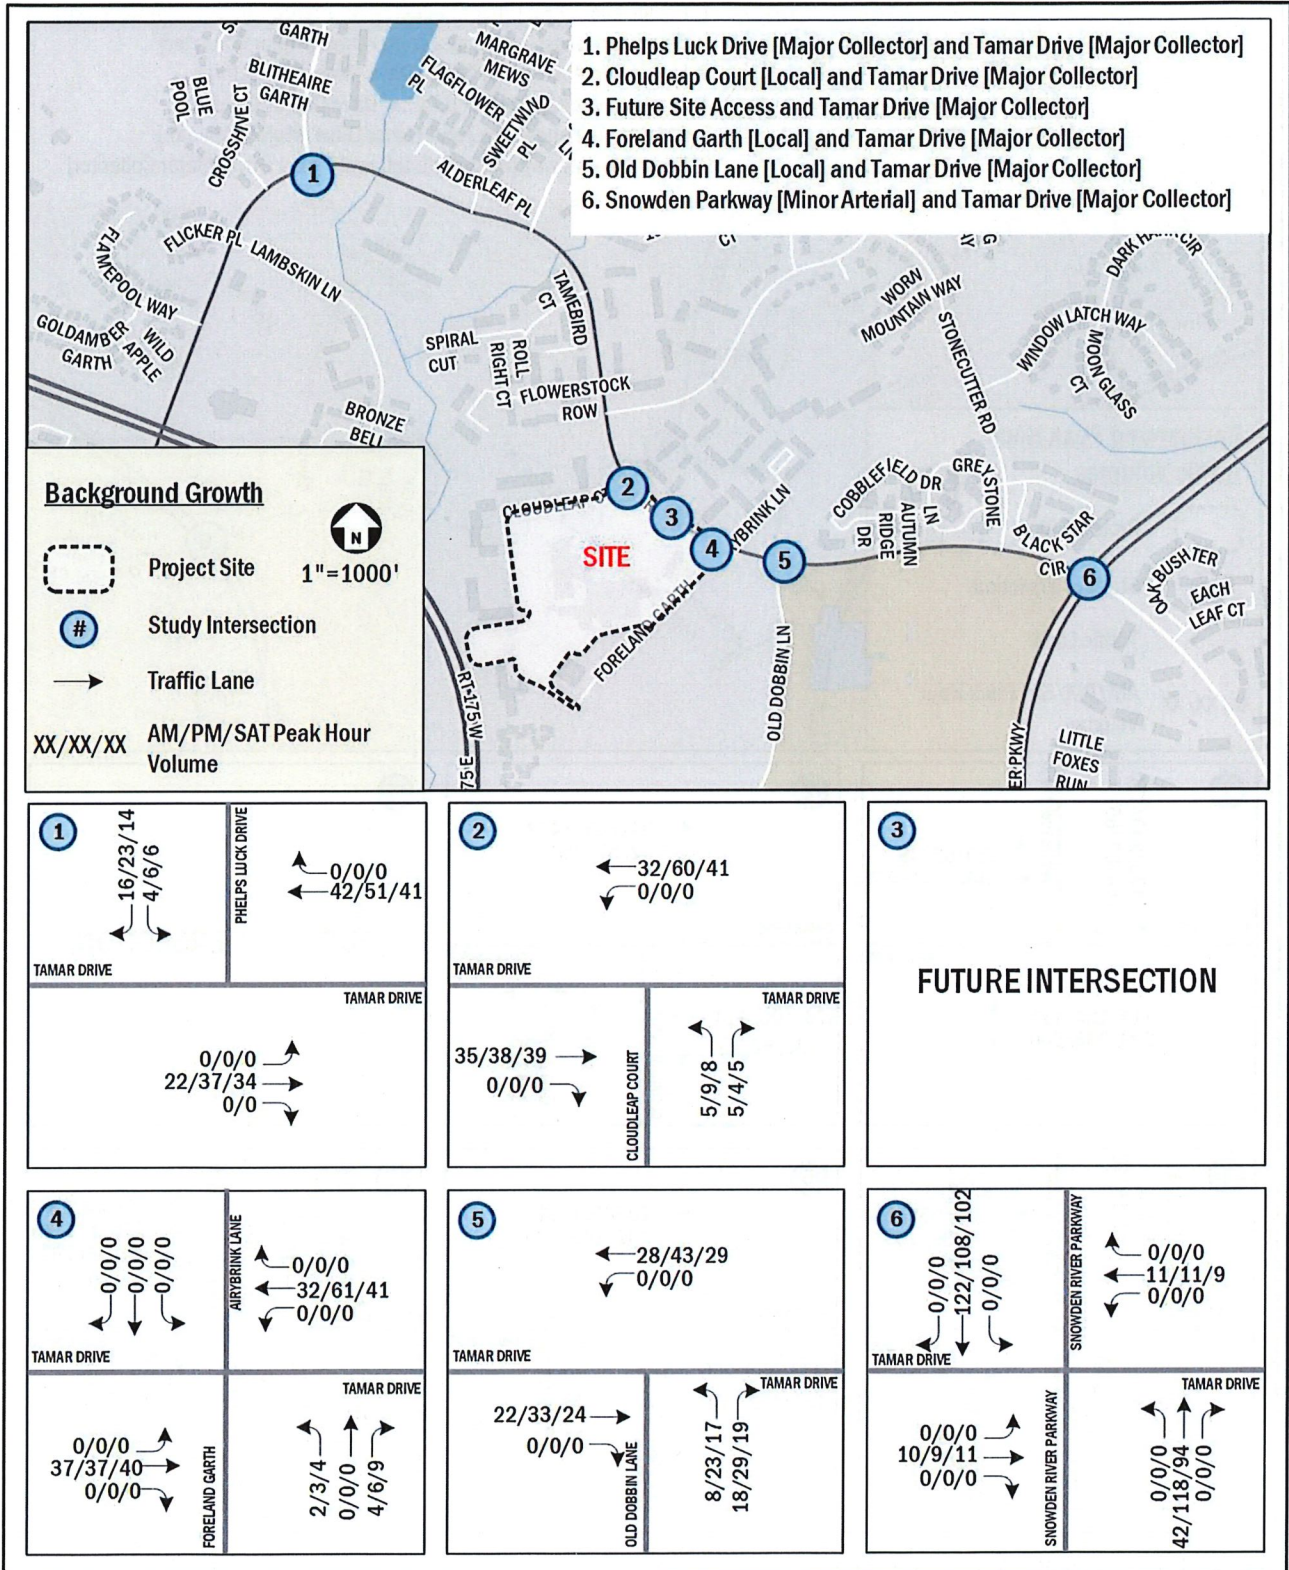 1. Phelps Luck Drive [Major Collector] and Tamar Drive [Major Collector]
2. Cloudleap Court [Local] and Tamar Drive [Major Collector]
3. Future Site Access and Tamar Drive [Major Collector]
4. Foreland Garth [Local] and Tamar Drive [Major Collector]
5. Old Dobbin Lane [Local] and Tamar Drive [Major Collector]
6. Snowden Parkway [Minor Arterial] and Tamar Drive [Major Collector]
GARTH
BLITHEAIRE
GARTH
BLUE
POOL
CROSSHIVE CT
MARGRAVE
MEWS
FLAGFLOWER
PL
SWEETWIND
PL
LN
ALDERLEAF PL
1
FLICKER PL
LAMBSKIN LN
FLAMEPOOL WAY
GOLDAMBER
GARTH
WILD
APPLE
TAMEBIRD
CT
SPIRAL
CUT
ROLL
RIGHT CT
FLOWERSTOCK
ROW
BRONZE
BELL
CT
DARK HAWK CIR
WORN
MOUNTAIN WAY
STONECUTTER RD
WINDOW LATCH WAY
MOON GLASS
CT
CLOUDLEAP CT
2
3
4
5
6
YBRINK LN
COBBLEFIELD DR
GREYSTONE
LN
AUTUMN
RIDGE
DR
BLACK STAR
CIR
OAK BUSH TER
EACH
LEAF CT
SITE
FORELAND GARTH
OLD DOBBIN LN
RT 175 W
75 E
ER PKWY
LITTLE
FOXES
RUN
Background Growth
N
1"=1000'
Project Site
#
Study Intersection
Traffic Lane
XX/XX/XX
AM/PM/SAT Peak Hour
Volume
1
16/23/14
4/6/6
PHELPS LUCK DRIVE
0/0/0
42/51/41
TAMAR DRIVE
TAMAR DRIVE
0/0/0
22/37/34
0/0
2
32/60/41
0/0/0
TAMAR DRIVE
TAMAR DRIVE
35/38/39
0/0/0
CLOUDLEAP COURT
5/9/8
5/4/5
3
FUTURE INTERSECTION
4
0/0/0
0/0/0
0/0/0
AIRYBRINK LANE
0/0/0
32/61/41
0/0/0
TAMAR DRIVE
TAMAR DRIVE
0/0/0
37/37/40
0/0/0
FORELAND GARTH
2/3/4
0/0/0
4/6/9
5
28/43/29
0/0/0
TAMAR DRIVE
TAMAR DRIVE
22/33/24
0/0/0
OLD DOBBIN LANE
8/23/17
18/29/19
6
0/0/0
122/108/102
0/0/0
SNOWDEN RIVER PARKWAY
0/0/0
11/11/9
0/0/0
TAMAR DRIVE
TAMAR DRIVE
0/0/0
10/9/11
0/0/0
SNOWDEN RIVER PARKWAY
0/0/0
42/118/94
0/0/0